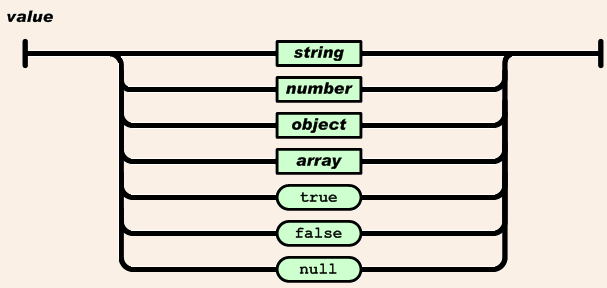 value
string
number
object
array
true
false
null